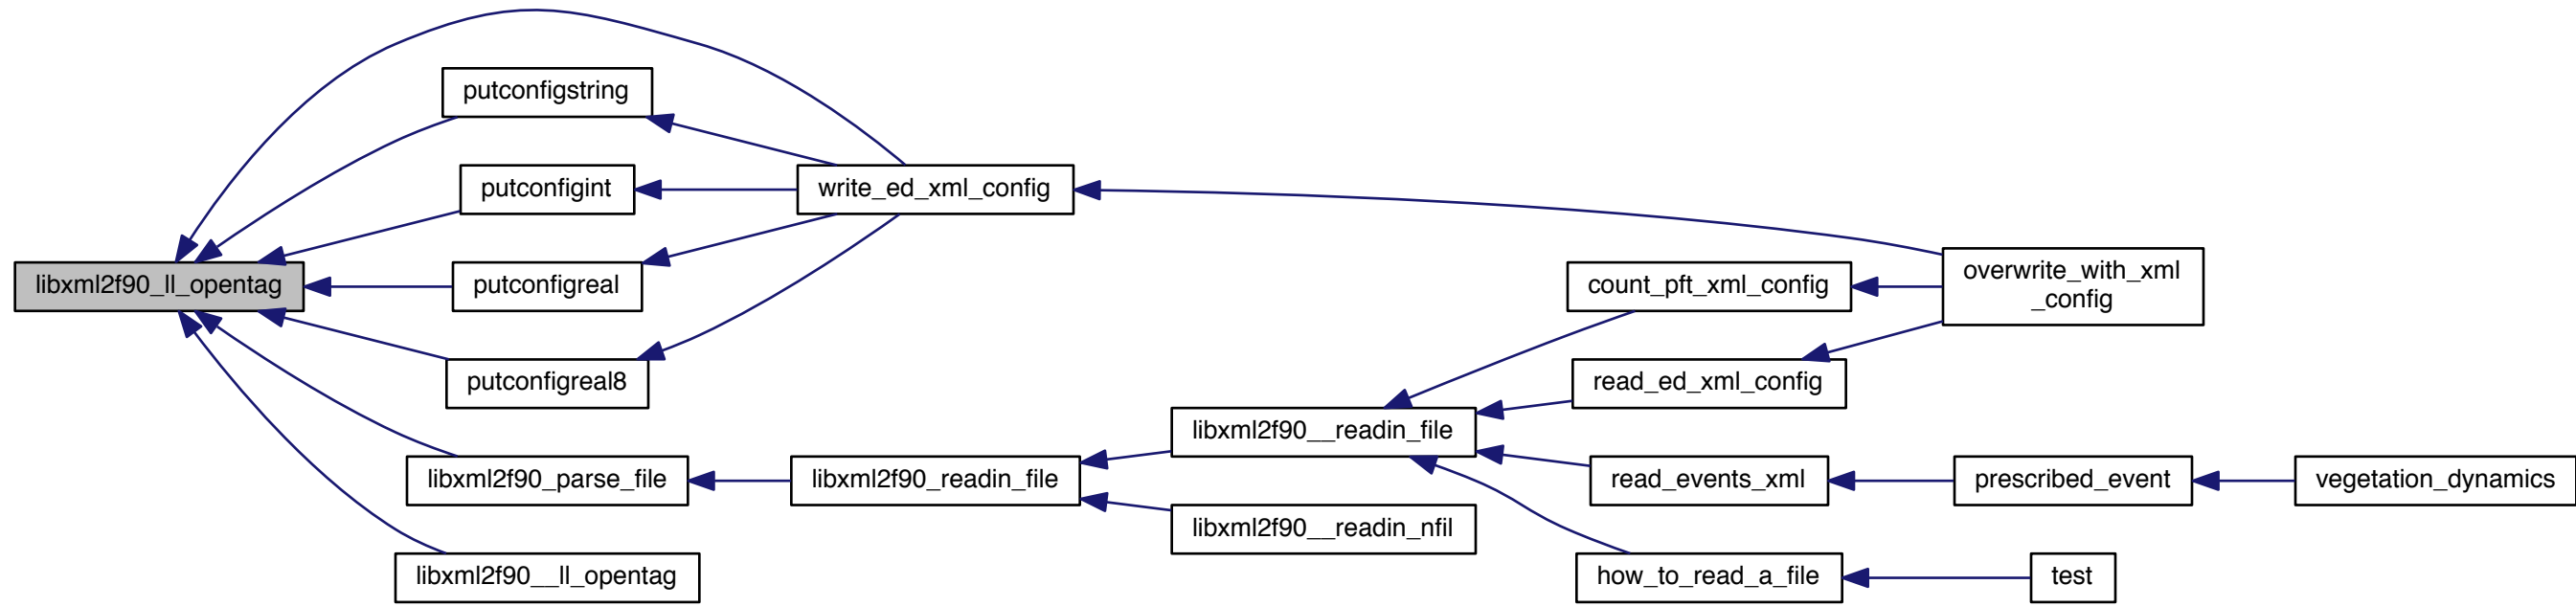 putconfigstring
putconfigint
write_ed_xml_config
libxml2f90_ll_opentag
putconfigreal
count_pft_xml_config
overwrite_with_xml
_config
putconfigreal8
read_ed_xml_config
libxml2f90__readin_file
libxml2f90_parse_file
libxml2f90_readin_file
read_events_xml
prescribed_event
vegetation_dynamics
libxml2f90__readin_nfil
libxml2f90__ll_opentag
how_to_read_a_file
test